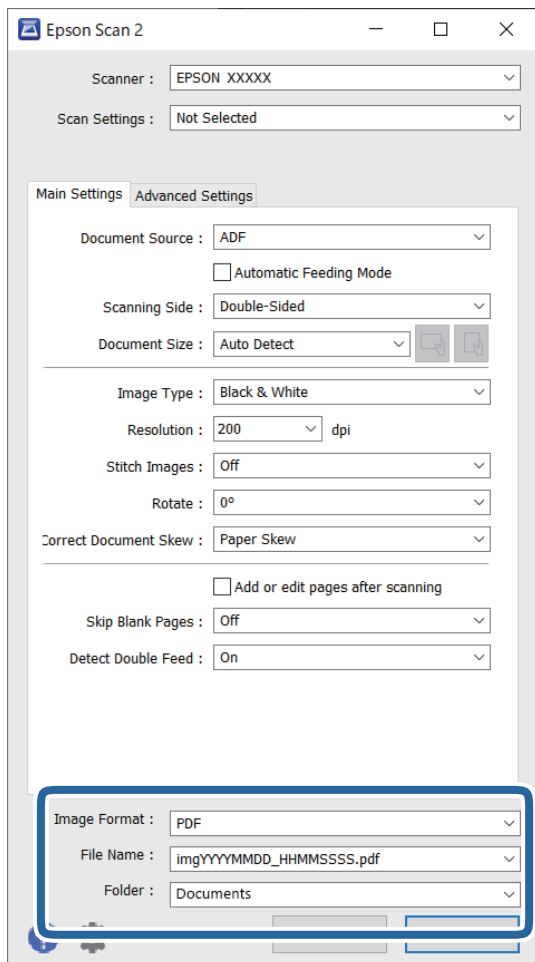 Epson Scan 2
Scanner : EPSON XXXXX
Scan Settings : Not Selected
Main Settings Advanced Settings
Document Source : ADF
Automatic Feeding Mode
Scanning Side : Double-Sided
Document Size : Auto Detect
Image Type : Black & White
Resolution : 200 dpi
Stitch Images : Off
Rotate : 0°
Correct Document Skew : Paper Skew
Add or edit pages after scanning
Skip Blank Pages : Off
Detect Double Feed : On
Image Format : PDF
File Name : imgYYYYMMDD_HHMMSSSS.pdf
Folder : Documents